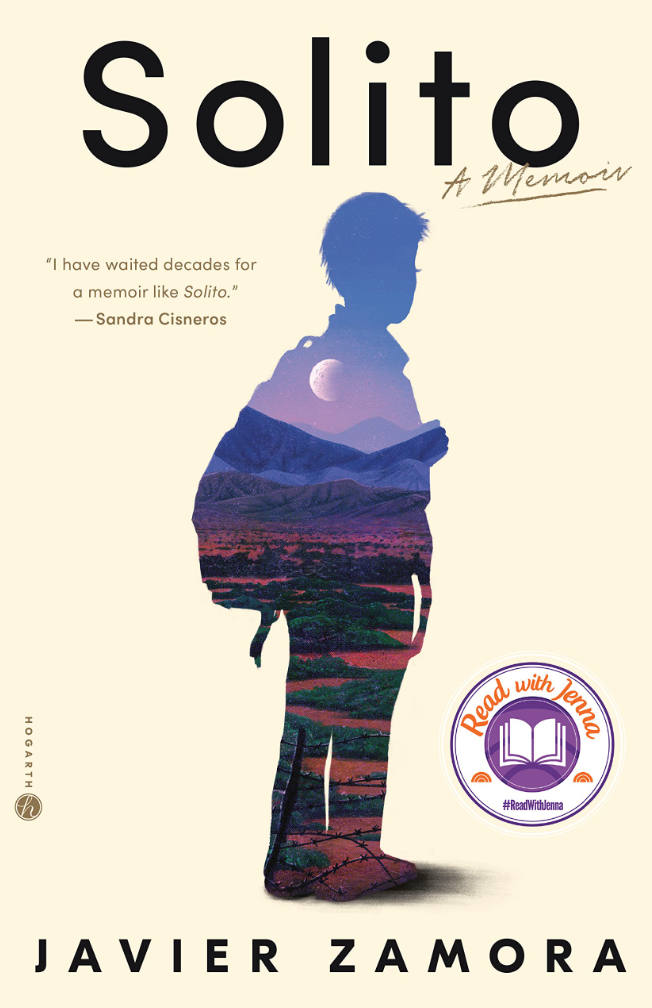 Solito
A Memoir
“I have waited decades for
a memoir like Solito.”
—Sandra Cisneros
Read with Jenna
#ReadWithJenna
HOGARTH
h
JAVIER ZAMORA